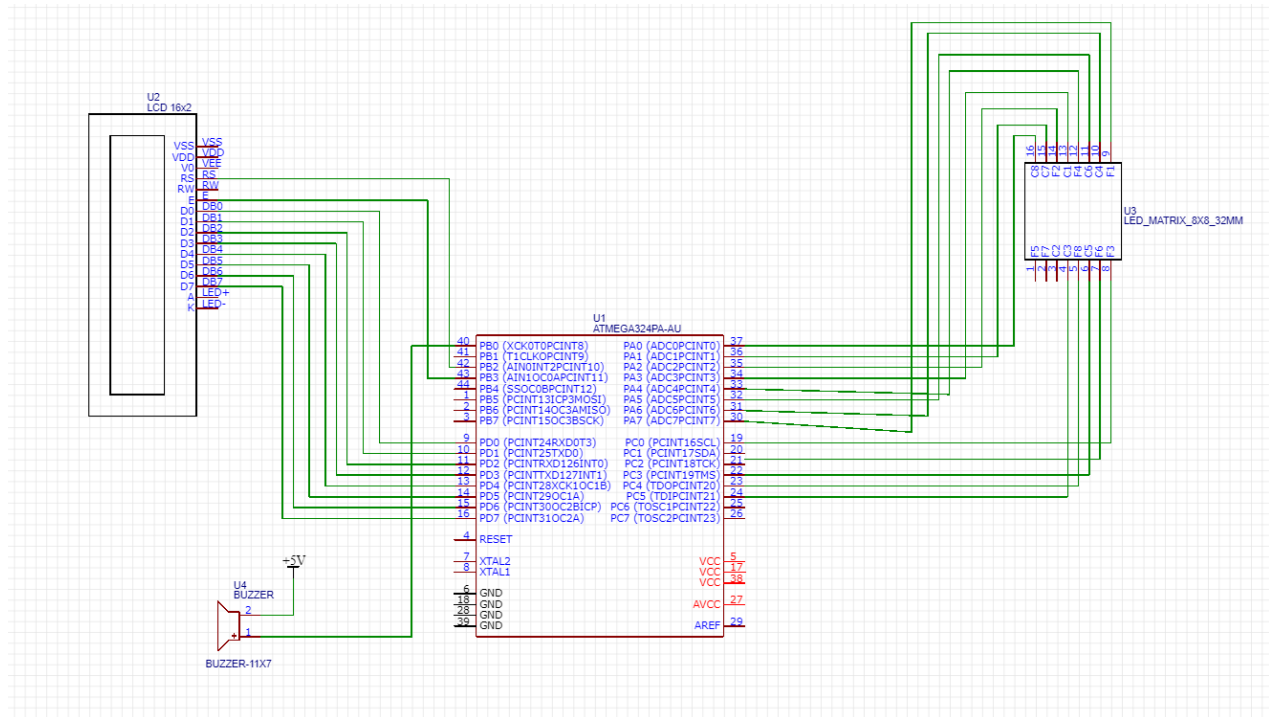 U2
LCD 16x2
VSS VSS
VDD VDD
V0 VEE
RS RS
RW RW
E E
D0 DB0
D1 DB1
D2 DB2
D3 DB3
D4 DB4
D5 DB5
D6 DB6
D7 DB7
A LED+
K LED-
16 15 14 13 12 11 10 9
C8 C7 F2 C1 F4 C6 C4 F1
U3
LED_MATRIX_8X8_32MM
F5 F7 C2 C3 F8 C5 F6 F3
1 2 3 4 5 6 7 8
U1
ATMEGA324PA-AU
40 PB0 (XCK0T0PCINT8) PA0 (ADC0PCINT0) 37
41 PB1 (T1CLKOPCINT9) PA1 (ADC1PCINT1) 36
42 PB2 (AIN0INT2PCINT10) PA2 (ADC2PCINT2) 35
43 PB3 (AIN1OC0APCINT11) PA3 (ADC3PCINT3) 34
44 PB4 (SSOC0BPCINT12) PA4 (ADC4PCINT4) 33
1 PB5 (PCINT13ICP3MOSI) PA5 (ADC5PCINT5) 32
2 PB6 (PCINT14OC3AMISO) PA6 (ADC6PCINT6) 31
3 PB7 (PCINT15OC3BSCK) PA7 (ADC7PCINT7) 30
9 PD0 (PCINT24RXD0T3) PC0 (PCINT16SCL) 19
10 PD1 (PCINT25TXD0) PC1 (PCINT17SDA) 20
11 PD2 (PCINTRXD126INT0) PC2 (PCINT18TCK) 21
12 PD3 (PCINTTXD127INT1) PC3 (PCINT19TMS) 22
13 PD4 (PCINT28XCK1OC1B) PC4 (TDOPCINT20) 23
14 PD5 (PCINT29OC1A) PC5 (TDIPCINT21) 24
15 PD6 (PCINT30OC2BICP) PC6 (TOSC1PCINT22) 25
16 PD7 (PCINT31OC2A) PC7 (TOSC2PCINT23) 26
4 RESET
7 XTAL2 VCC 5
8 XTAL1 VCC 17
VCC 38
6 GND
18 GND AVCC 27
28 GND
39 GND AREF 29
+5V
U4
BUZZER
2
+ 1
BUZZER-11X7